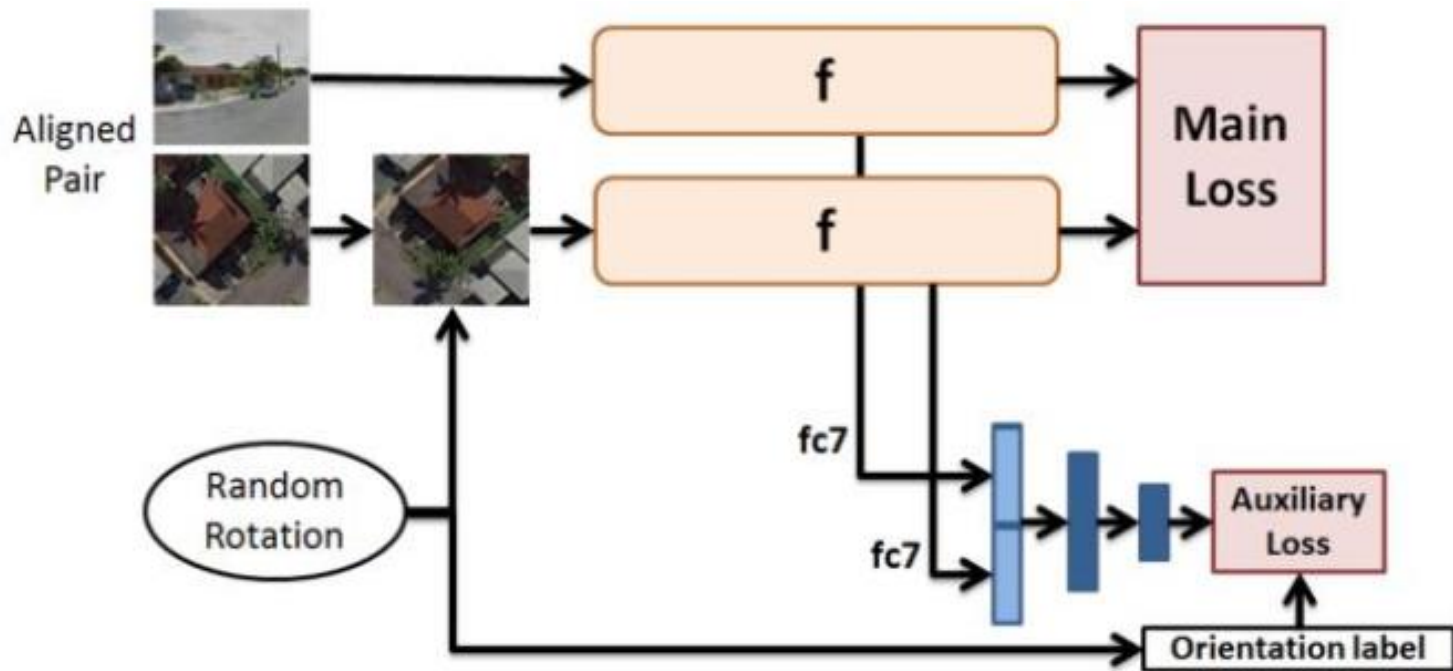 Aligned
Pair
f
f
Main
Loss
fc7
fc7
Random
Rotation
Auxiliary
Loss
Orientation label